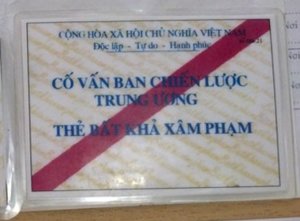 CỘNG HÒA XÃ HỘI CHỦ NGHĨA VIỆT NAM
Độc lập - Tự do - Hạnh phúc
CỐ VẤN BAN CHIẾN LƯỢC
TRUNG ƯƠNG
THẺ BẤT KHẢ XÂM PHẠM